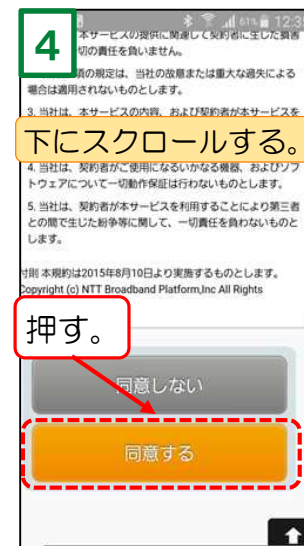 61% 12:3
4
本サービスの提供に関連して契約者に生じた損害
切の責任を負いません。
項の規定は、当社の故意または重大な過失による
場合は適用されないものとします。
3. 当社は、本サービスの内容、および契約者が本サービスを
下にスクロールする。
4. 当社は、契約者がご使用になるいかなる機器、およびソフ
トウェアについて一切動作保証は行わないものとします。
5. 当社は、契約者が本サービスを利用することにより第三者
との間で生じた紛争等に関して、一切責任を負わないものと
します。
付則 本規約は2015年8月10日より実施するものとします。
Copyright (c) NTT Broadband Platform,Inc All Rights
押す。
同意しない
同意する